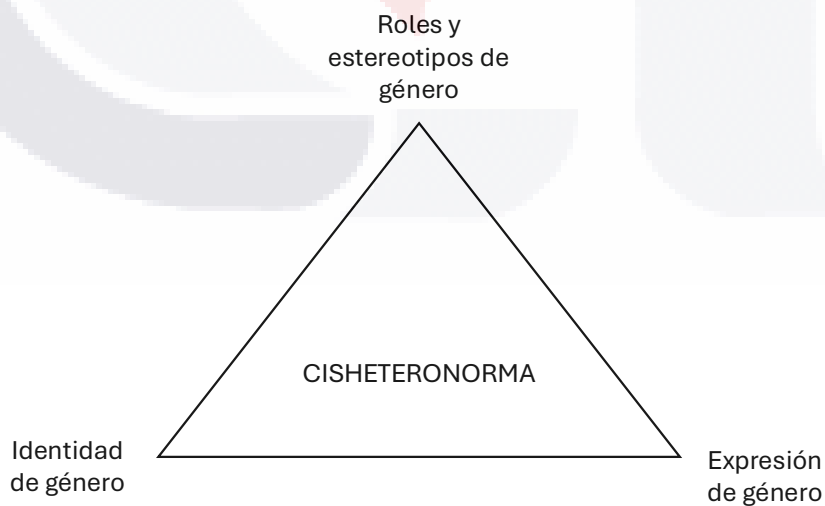 Roles y
estereotipos de
género
CISHETERONORMA
Identidad
de género
Expresión
de género